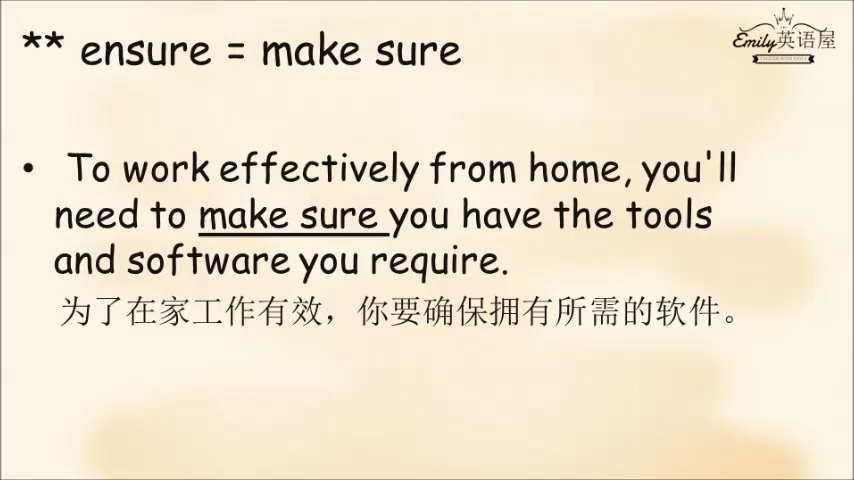 ** ensure = make sure
Emily英语屋
• To work effectively from home, you'll
need to make sure you have the tools
and software you require.
为了在家工作有效，你要确保拥有所需的软件。